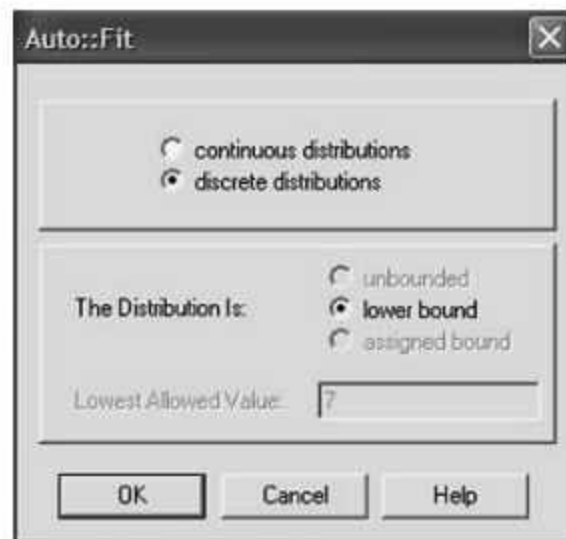 Auto::Fit
continuous distributions
discrete distributions
The Distribution Is:
unbounded
lower bound
assigned bound
Lowest Allowed Value:
7
OK
Cancel
Help